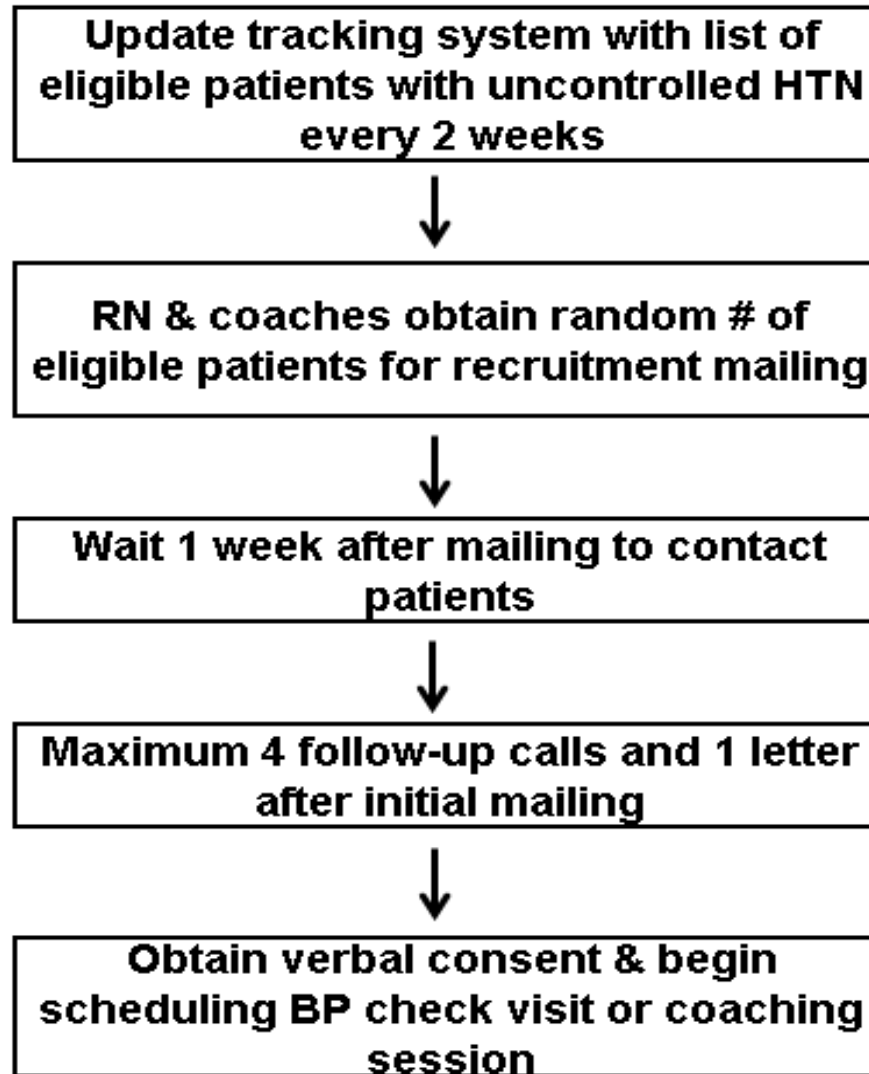 Update tracking system with list of
eligible patients with uncontrolled HTN
every 2 weeks
RN & coaches obtain random # of
eligible patients for recruitment mailing
Wait 1 week after mailing to contact
patients
Maximum 4 follow-up calls and 1 letter
after initial mailing
Obtain verbal consent & begin
scheduling BP check visit or coaching
session